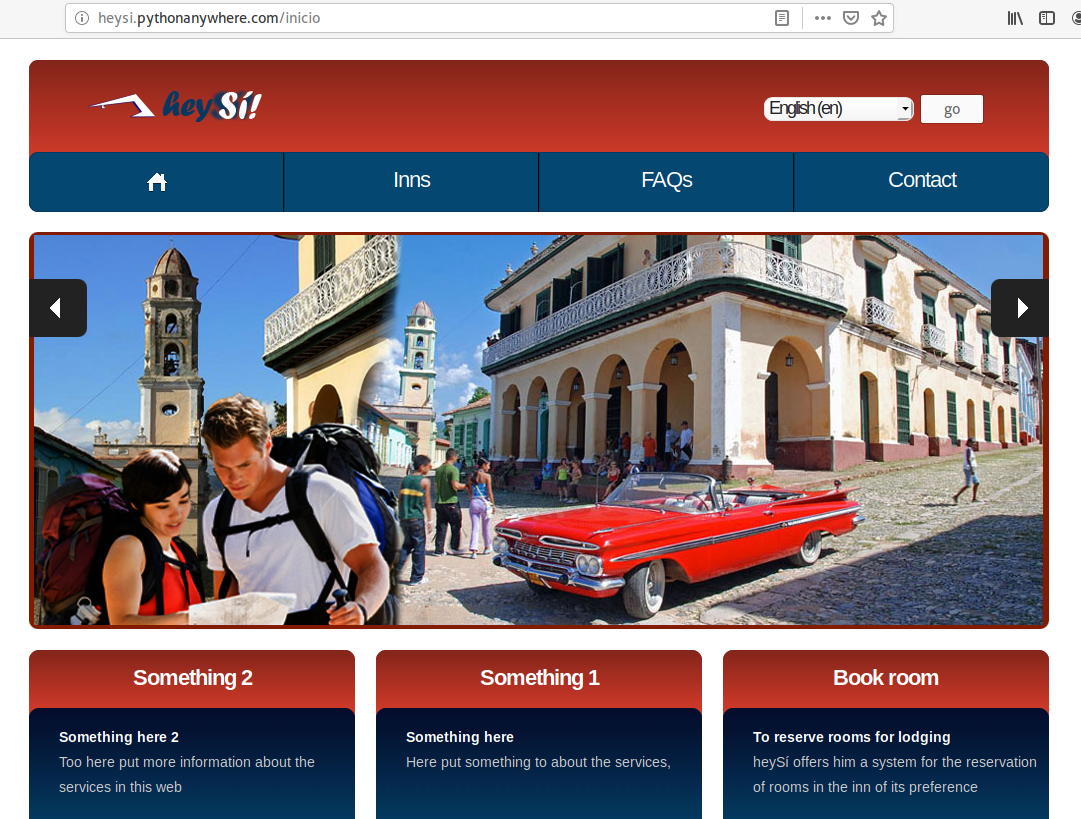 heysi.pythonanywhere.com/inicio
heySí!
English (en)
go
Inns
FAQs
Contact
Something 2
Something 1
Book room
Something here 2
Too here put more information about the
services in this web
Something here
Here put something to about the services,
To reserve rooms for lodging
heySí offers him a system for the reservation
of rooms in the inn of its preference